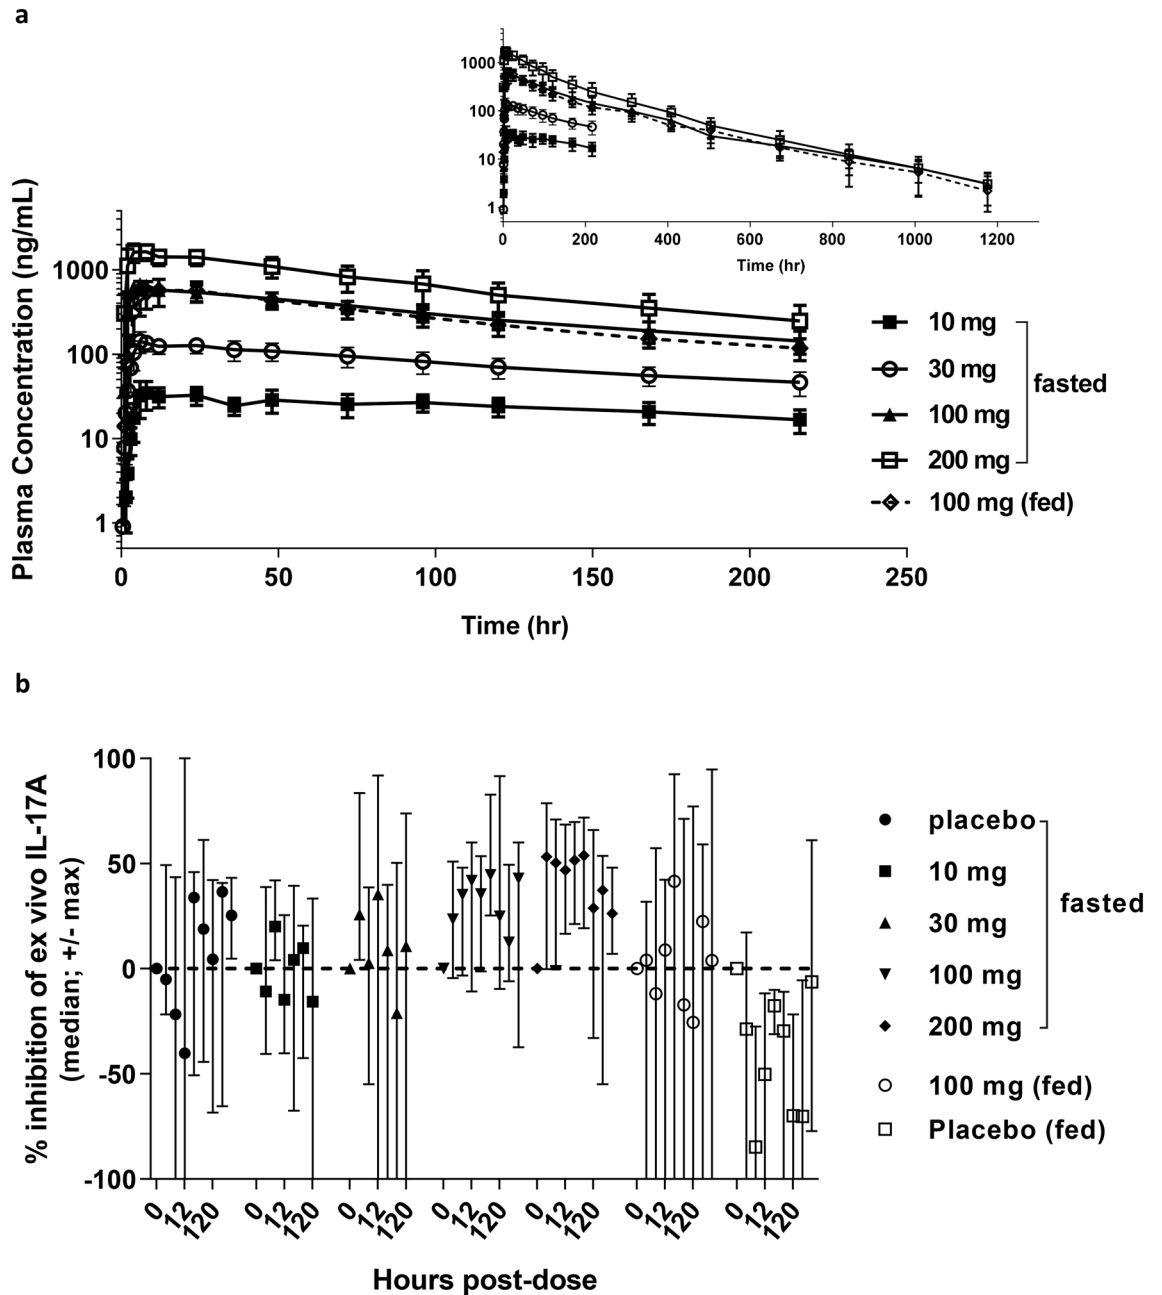 a
1000
100
10
1
0
200
400
600
800
1000
1200
Time (hr)
Plasma Concentration (ng/mL)
1000
100
10
1
0
50
100
150
200
250
Time (hr)
10 mg
30 mg
100 mg
200 mg
fasted
100 mg (fed)
b
% inhibition of ex vivo IL-17A
(median; +/- max)
100
50
0
-50
-100
0
12
120
0
12
120
0
12
120
0
12
120
0
12
120
0
12
120
0
12
120
Hours post-dose
placebo
10 mg
30 mg
100 mg
200 mg
fasted
100 mg (fed)
Placebo (fed)